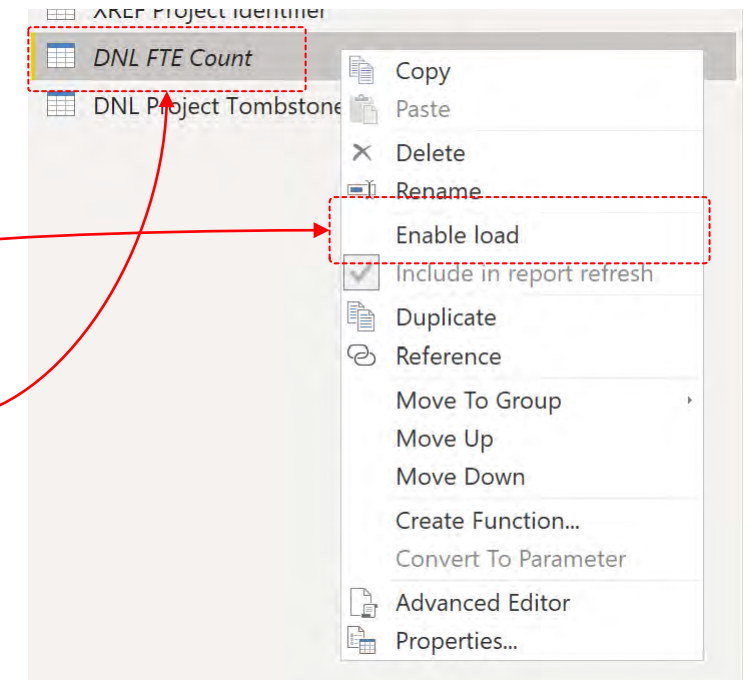 XREF Project Identifier
DNL FTE Count
DNL Project Tombstone
Copy
Paste
Delete
Rename
Enable load
Include in report refresh
Duplicate
Reference
Move To Group
Move Up
Move Down
Create Function...
Convert To Parameter
Advanced Editor
Properties...